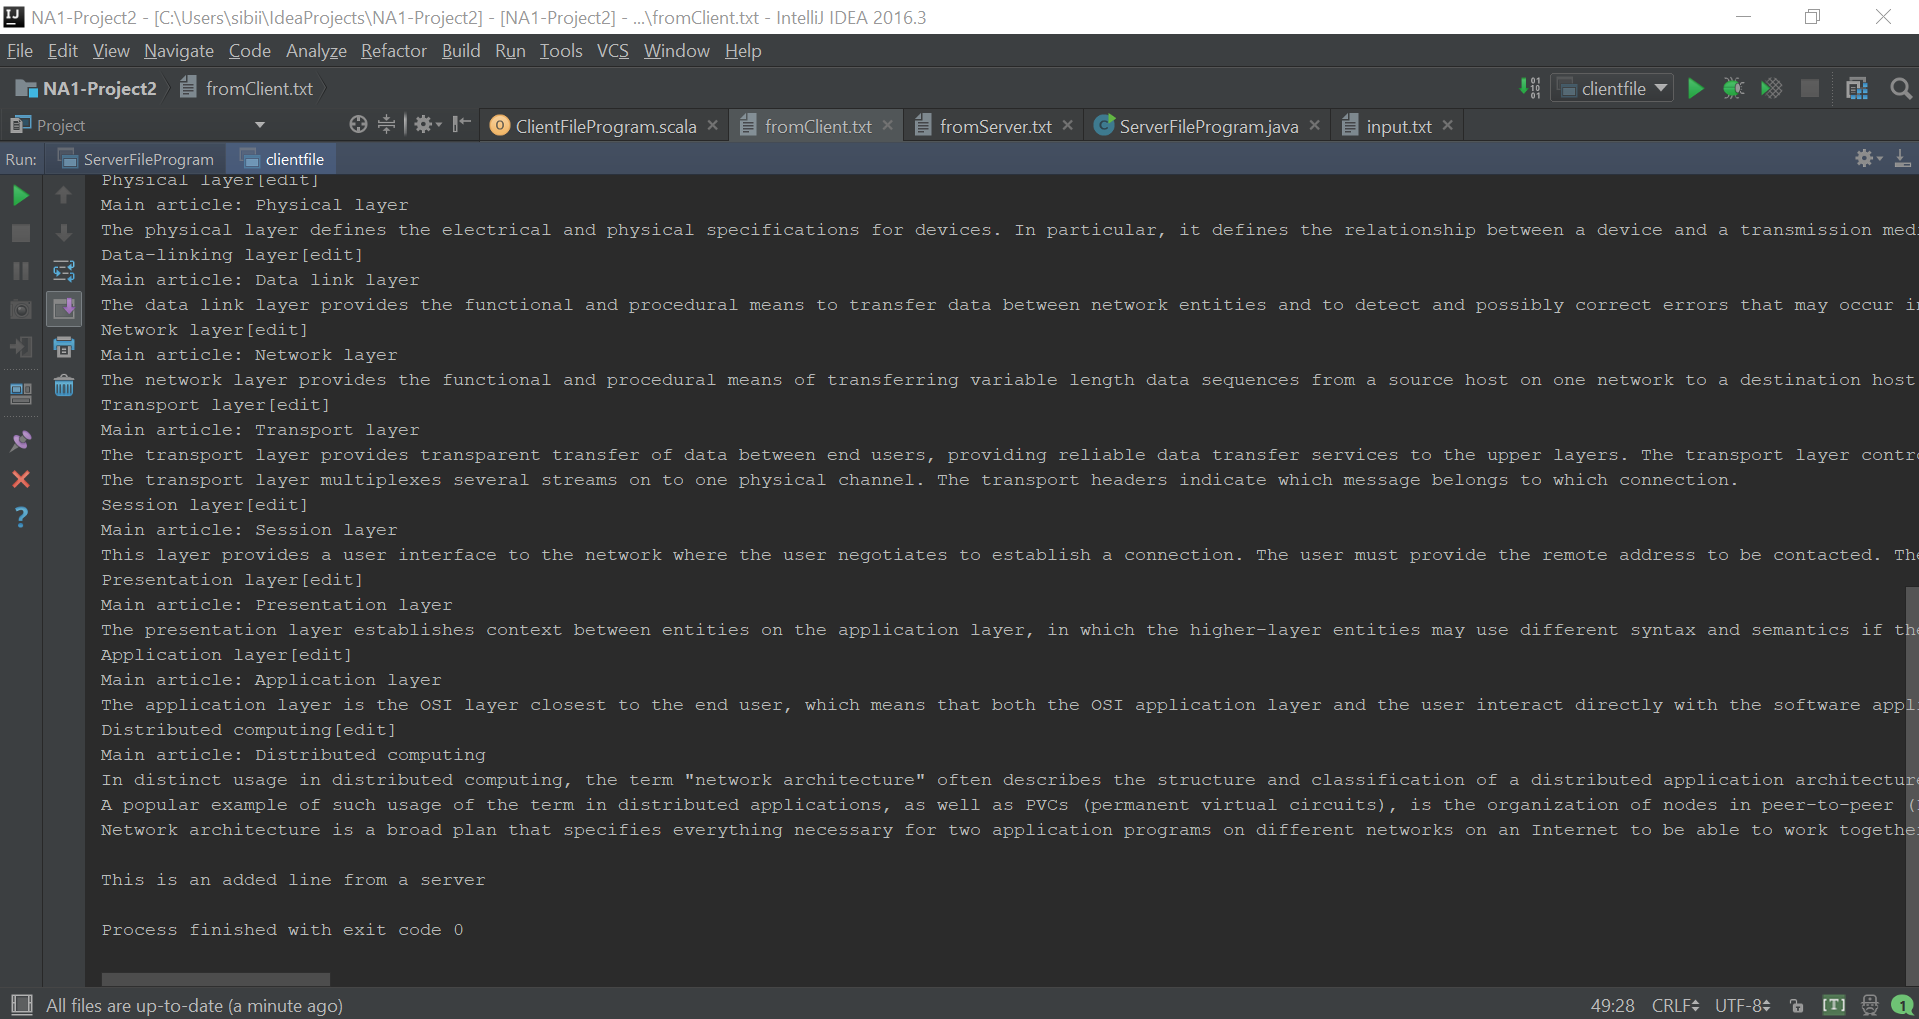 NA1-Project2 - [C:\Users\sibii\IdeaProjects\NA1-Project2] - [NA1-Project2] - ...\fromClient.txt - IntelliJ IDEA 2016.3
File Edit View Navigate Code Analyze Refactor Build Run Tools VCS Window Help
NA1-Project2 fromClient.txt clientfile
Project ClientFileProgram.scala fromClient.txt fromServer.txt ServerFileProgram.java input.txt
Run: ServerFileProgram clientfile
Physical layer[edit]
Main article: Physical layer
The physical layer defines the electrical and physical specifications for devices. In particular, it defines the relationship between a device and a transmission medi
Data-linking layer[edit]
Main article: Data link layer
The data link layer provides the functional and procedural means to transfer data between network entities and to detect and possibly correct errors that may occur in
Network layer[edit]
Main article: Network layer
The network layer provides the functional and procedural means of transferring variable length data sequences from a source host on one network to a destination host
Transport layer[edit]
Main article: Transport layer
The transport layer provides transparent transfer of data between end users, providing reliable data transfer services to the upper layers. The transport layer contro
The transport layer multiplexes several streams on to one physical channel. The transport headers indicate which message belongs to which connection.
Session layer[edit]
Main article: Session layer
This layer provides a user interface to the network where the user negotiates to establish a connection. The user must provide the remote address to be contacted. The
Presentation layer[edit]
Main article: Presentation layer
The presentation layer establishes context between entities on the application layer, in which the higher-layer entities may use different syntax and semantics if the
Application layer[edit]
Main article: Application layer
The application layer is the OSI layer closest to the end user, which means that both the OSI application layer and the user interact directly with the software appli
Distributed computing[edit]
Main article: Distributed computing
In distinct usage in distributed computing, the term "network architecture" often describes the structure and classification of a distributed application architecture
A popular example of such usage of the term in distributed applications, as well as PVCs (permanent virtual circuits), is the organization of nodes in peer-to-peer (
Network architecture is a broad plan that specifies everything necessary for two application programs on different networks on an Internet to be able to work together
This is an added line from a server
Process finished with exit code 0
All files are up-to-date (a minute ago) 49:28 CRLF UTF-8 [T] 1